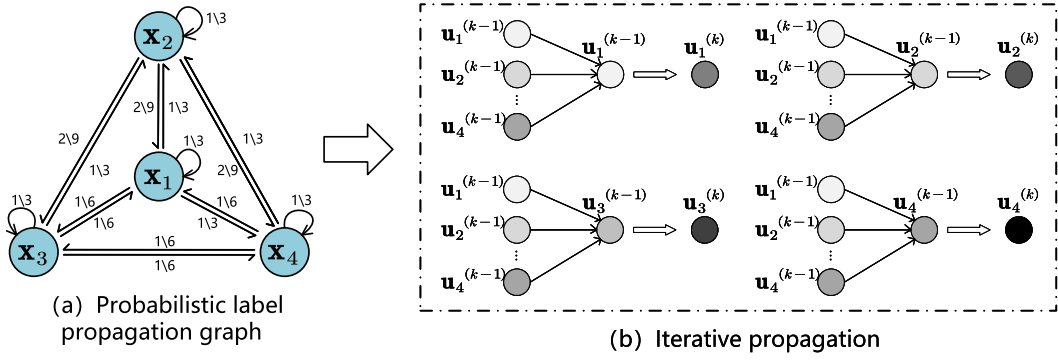 1\3
x₂
2\9
1\3
2\9
1\3
1\3
1\3
x₁
2\9
1\3
1\6
1\6
1\3
1\6
1\3
1\3
x₃
x₄
1\6
1\6
(a) Probabilistic label
propagation graph
u₁⁽ᵏ⁻¹⁾
u₂⁽ᵏ⁻¹⁾
⋮
u₄⁽ᵏ⁻¹⁾
u₁⁽ᵏ⁻¹⁾
u₁⁽ᵏ⁾
u₁⁽ᵏ⁻¹⁾
u₂⁽ᵏ⁻¹⁾
⋮
u₄⁽ᵏ⁻¹⁾
u₂⁽ᵏ⁻¹⁾
u₂⁽ᵏ⁾
u₁⁽ᵏ⁻¹⁾
u₂⁽ᵏ⁻¹⁾
⋮
u₄⁽ᵏ⁻¹⁾
u₃⁽ᵏ⁻¹⁾
u₃⁽ᵏ⁾
u₁⁽ᵏ⁻¹⁾
u₂⁽ᵏ⁻¹⁾
⋮
u₄⁽ᵏ⁻¹⁾
u₄⁽ᵏ⁻¹⁾
u₄⁽ᵏ⁾
(b) Iterative propagation